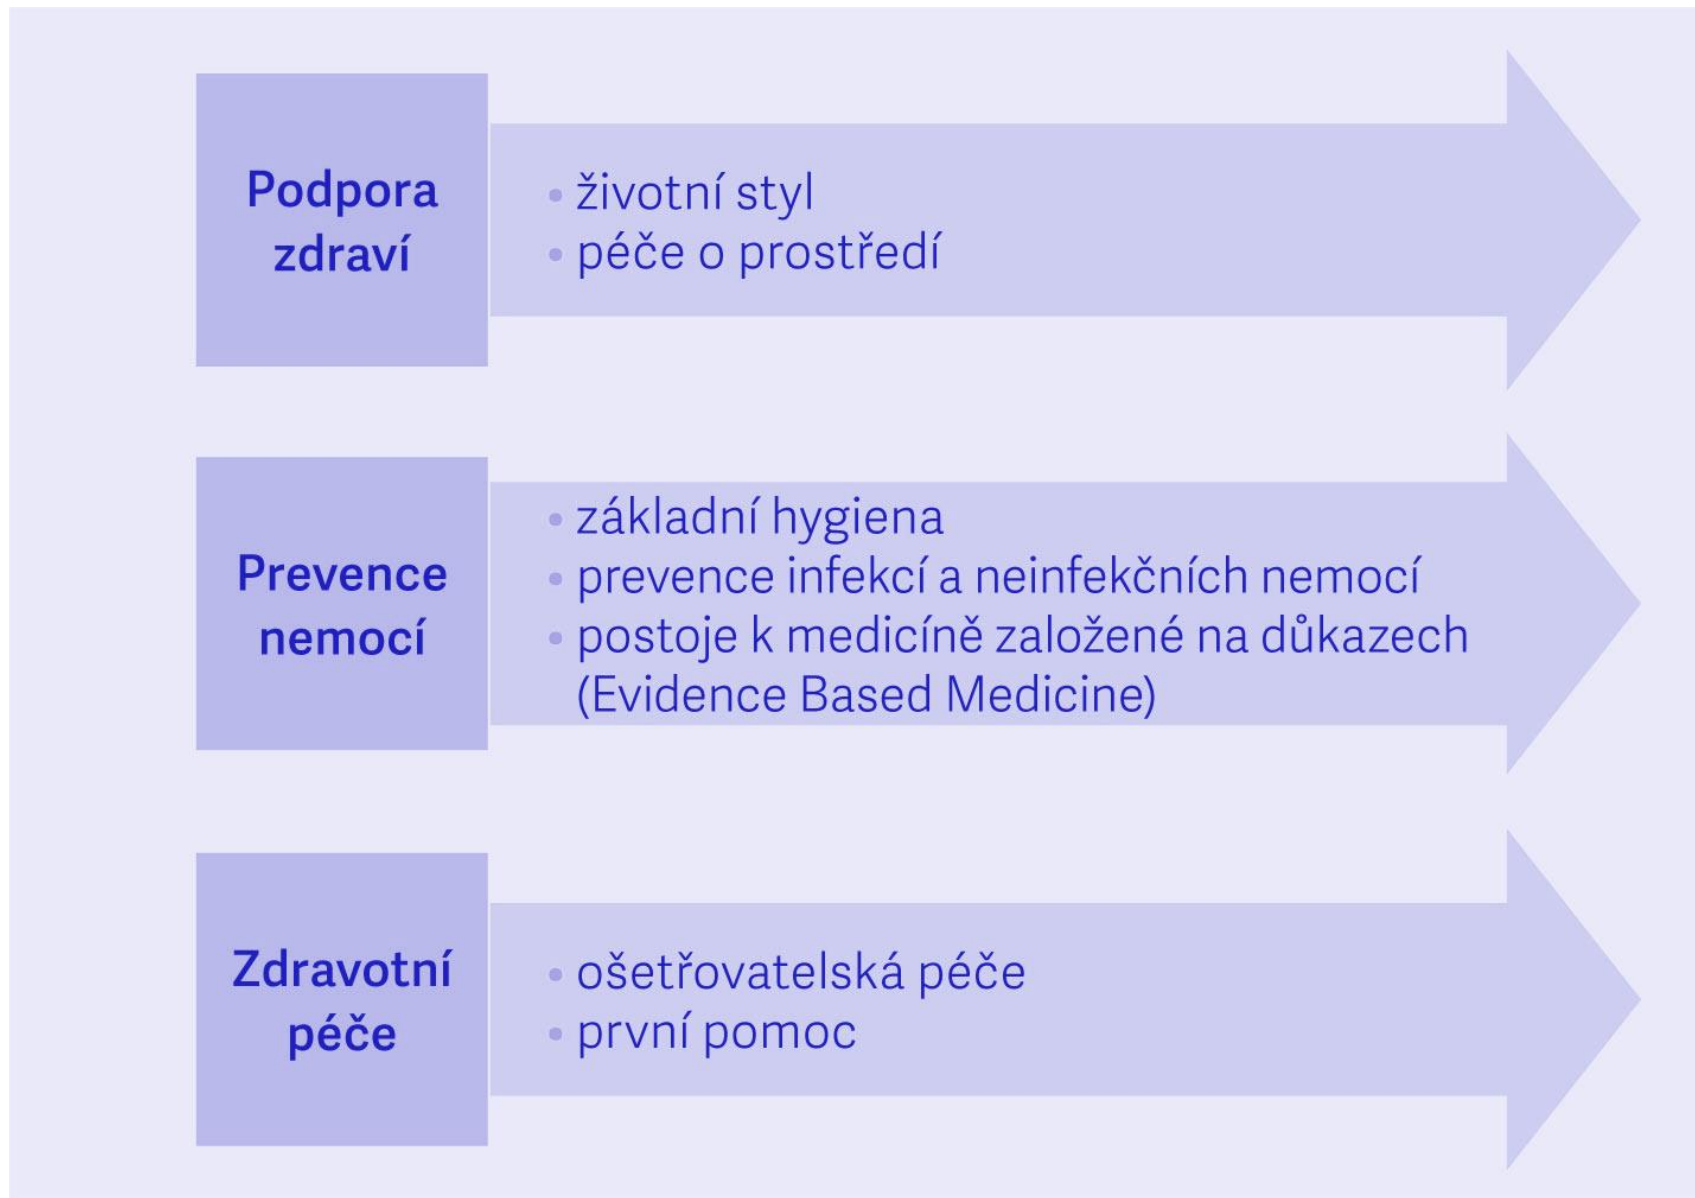 Podpora
zdraví
• životní styl
• péče o prostředí
Prevence
nemocí
• základní hygiena
• prevence infekcí a neinfekčních nemocí
• postoje k medicíně založené na důkazech
(Evidence Based Medicine)
Zdravotní
péče
• ošetřovatelská péče
• první pomoc